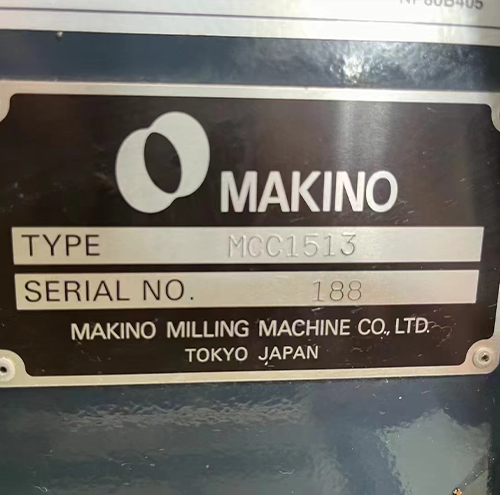 MAKINO
TYPE MCC1513
SERIAL NO. 188
MAKINO MILLING MACHINE CO., LTD.
TOKYO JAPAN